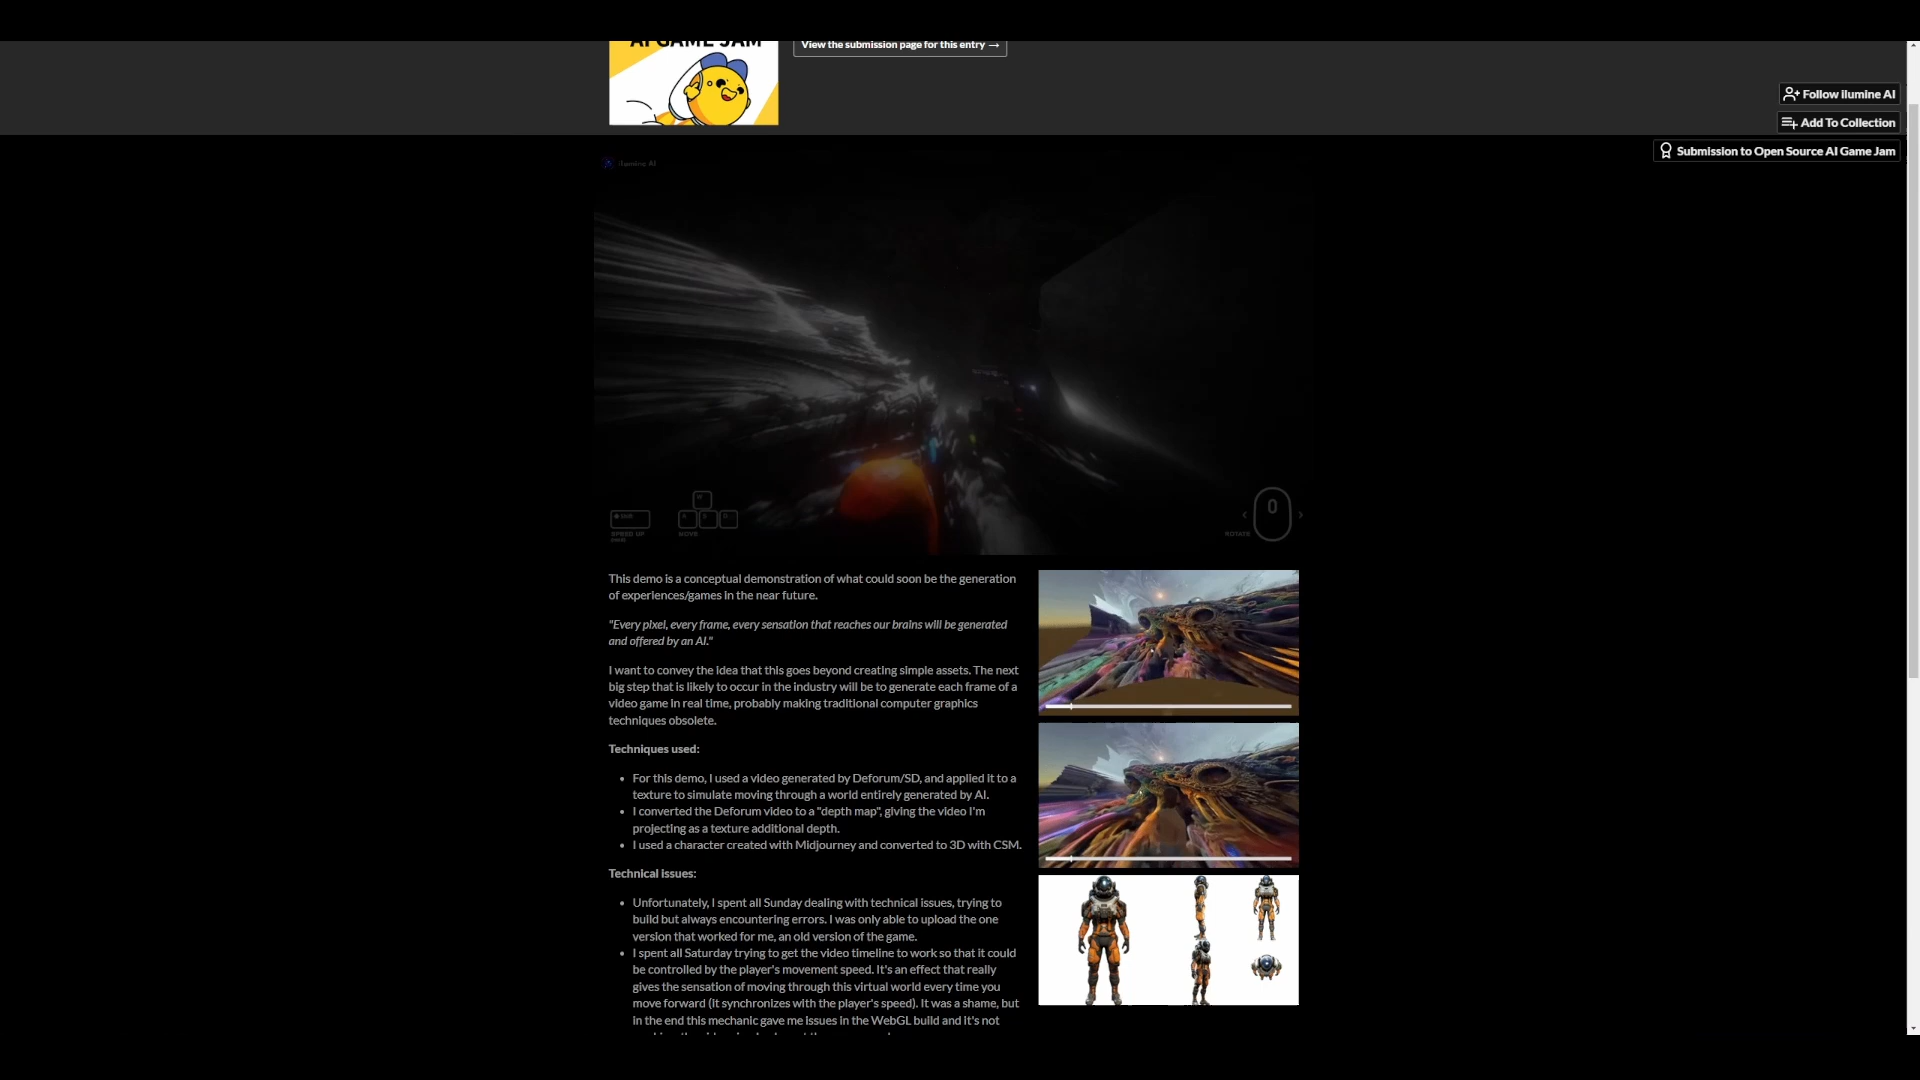 AI GAME JAM
View the submission page for this entry →
Follow ilumine AI
Add To Collection
Submission to Open Source AI Game Jam
ilumine AI
Shift
W
A S D
SPEED UP
MOVE
ROTATE
This demo is a conceptual demonstration of what could soon be the generation
of experiences/games in the near future.
"Every pixel, every frame, every sensation that reaches our brains will be generated
and offered by an AI."
I want to convey the idea that this goes beyond creating simple assets. The next
big step that is likely to occur in the industry will be to generate each frame of a
video game in real time, probably making traditional computer graphics
techniques obsolete.
Techniques used:
For this demo, I used a video generated by Deforum/SD, and applied it to a
texture to simulate moving through a world entirely generated by AI.
I converted the Deforum video to a "depth map", giving the video I'm
projecting as a texture additional depth.
I used a character created with Midjourney and converted to 3D with CSM.
Technical issues:
Unfortunately, I spent all Sunday dealing with technical issues, trying to
build but always encountering errors. I was only able to upload the one
version that worked for me, an old version of the game.
I spent all Saturday trying to get the video timeline to work so that it could
be controlled by the player's movement speed. It's an effect that really
gives the sensation of moving through this virtual world every time you
move forward (it synchronizes with the player's speed). It was a shame, but
in the end this mechanic gave me issues in the WebGL build and it's not